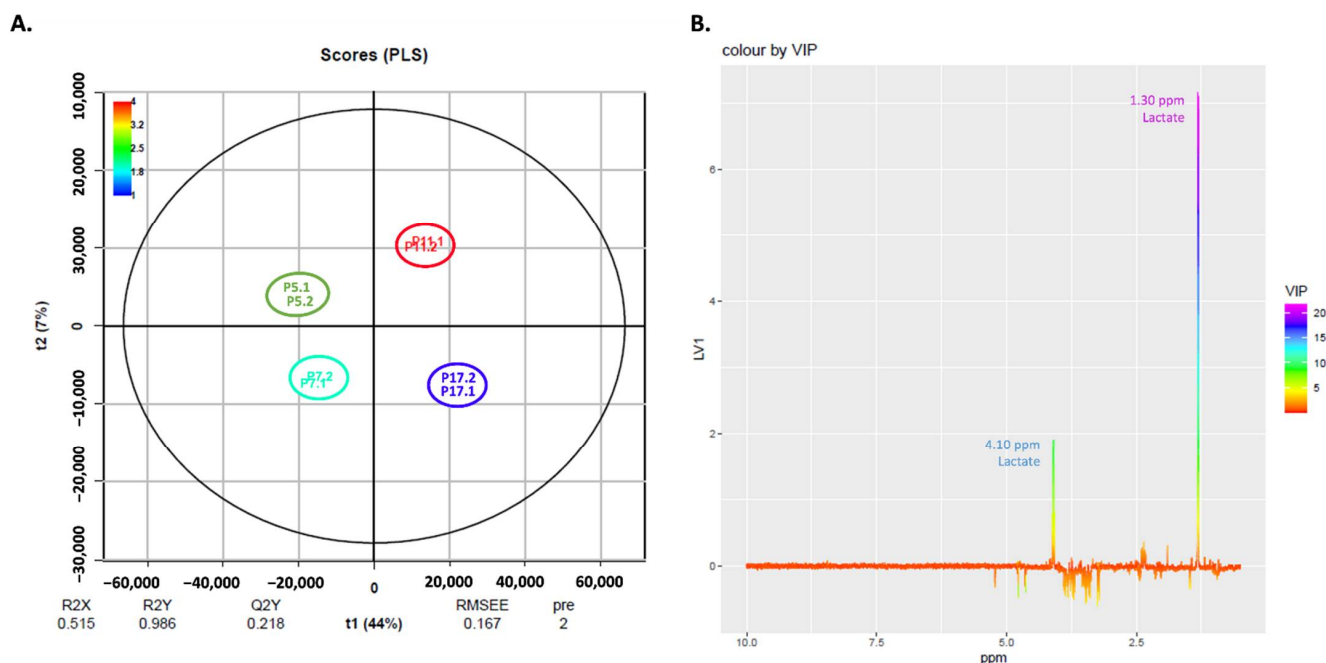 A.
Scores (PLS)
10,000
20,000
30,000
0
−10,000
−20,000
−30,000
t2 (7%)
4
3.2
2.5
1.8
1
P11.1
P11.2
P5.1
P5.2
P7.2
P7.1
P17.2
P17.1
−60,000 −40,000 −20,000 0 20,000 40,000 60,000
R2X R2Y Q2Y RMSEE pre
0.515 0.986 0.218 t1 (44%) 0.167 2
B.
colour by VIP
1.30 ppm
Lactate
4.10 ppm
Lactate
LV1
6
4
2
0
10.0 7.5 5.0 2.5
ppm
VIP
20
15
10
5